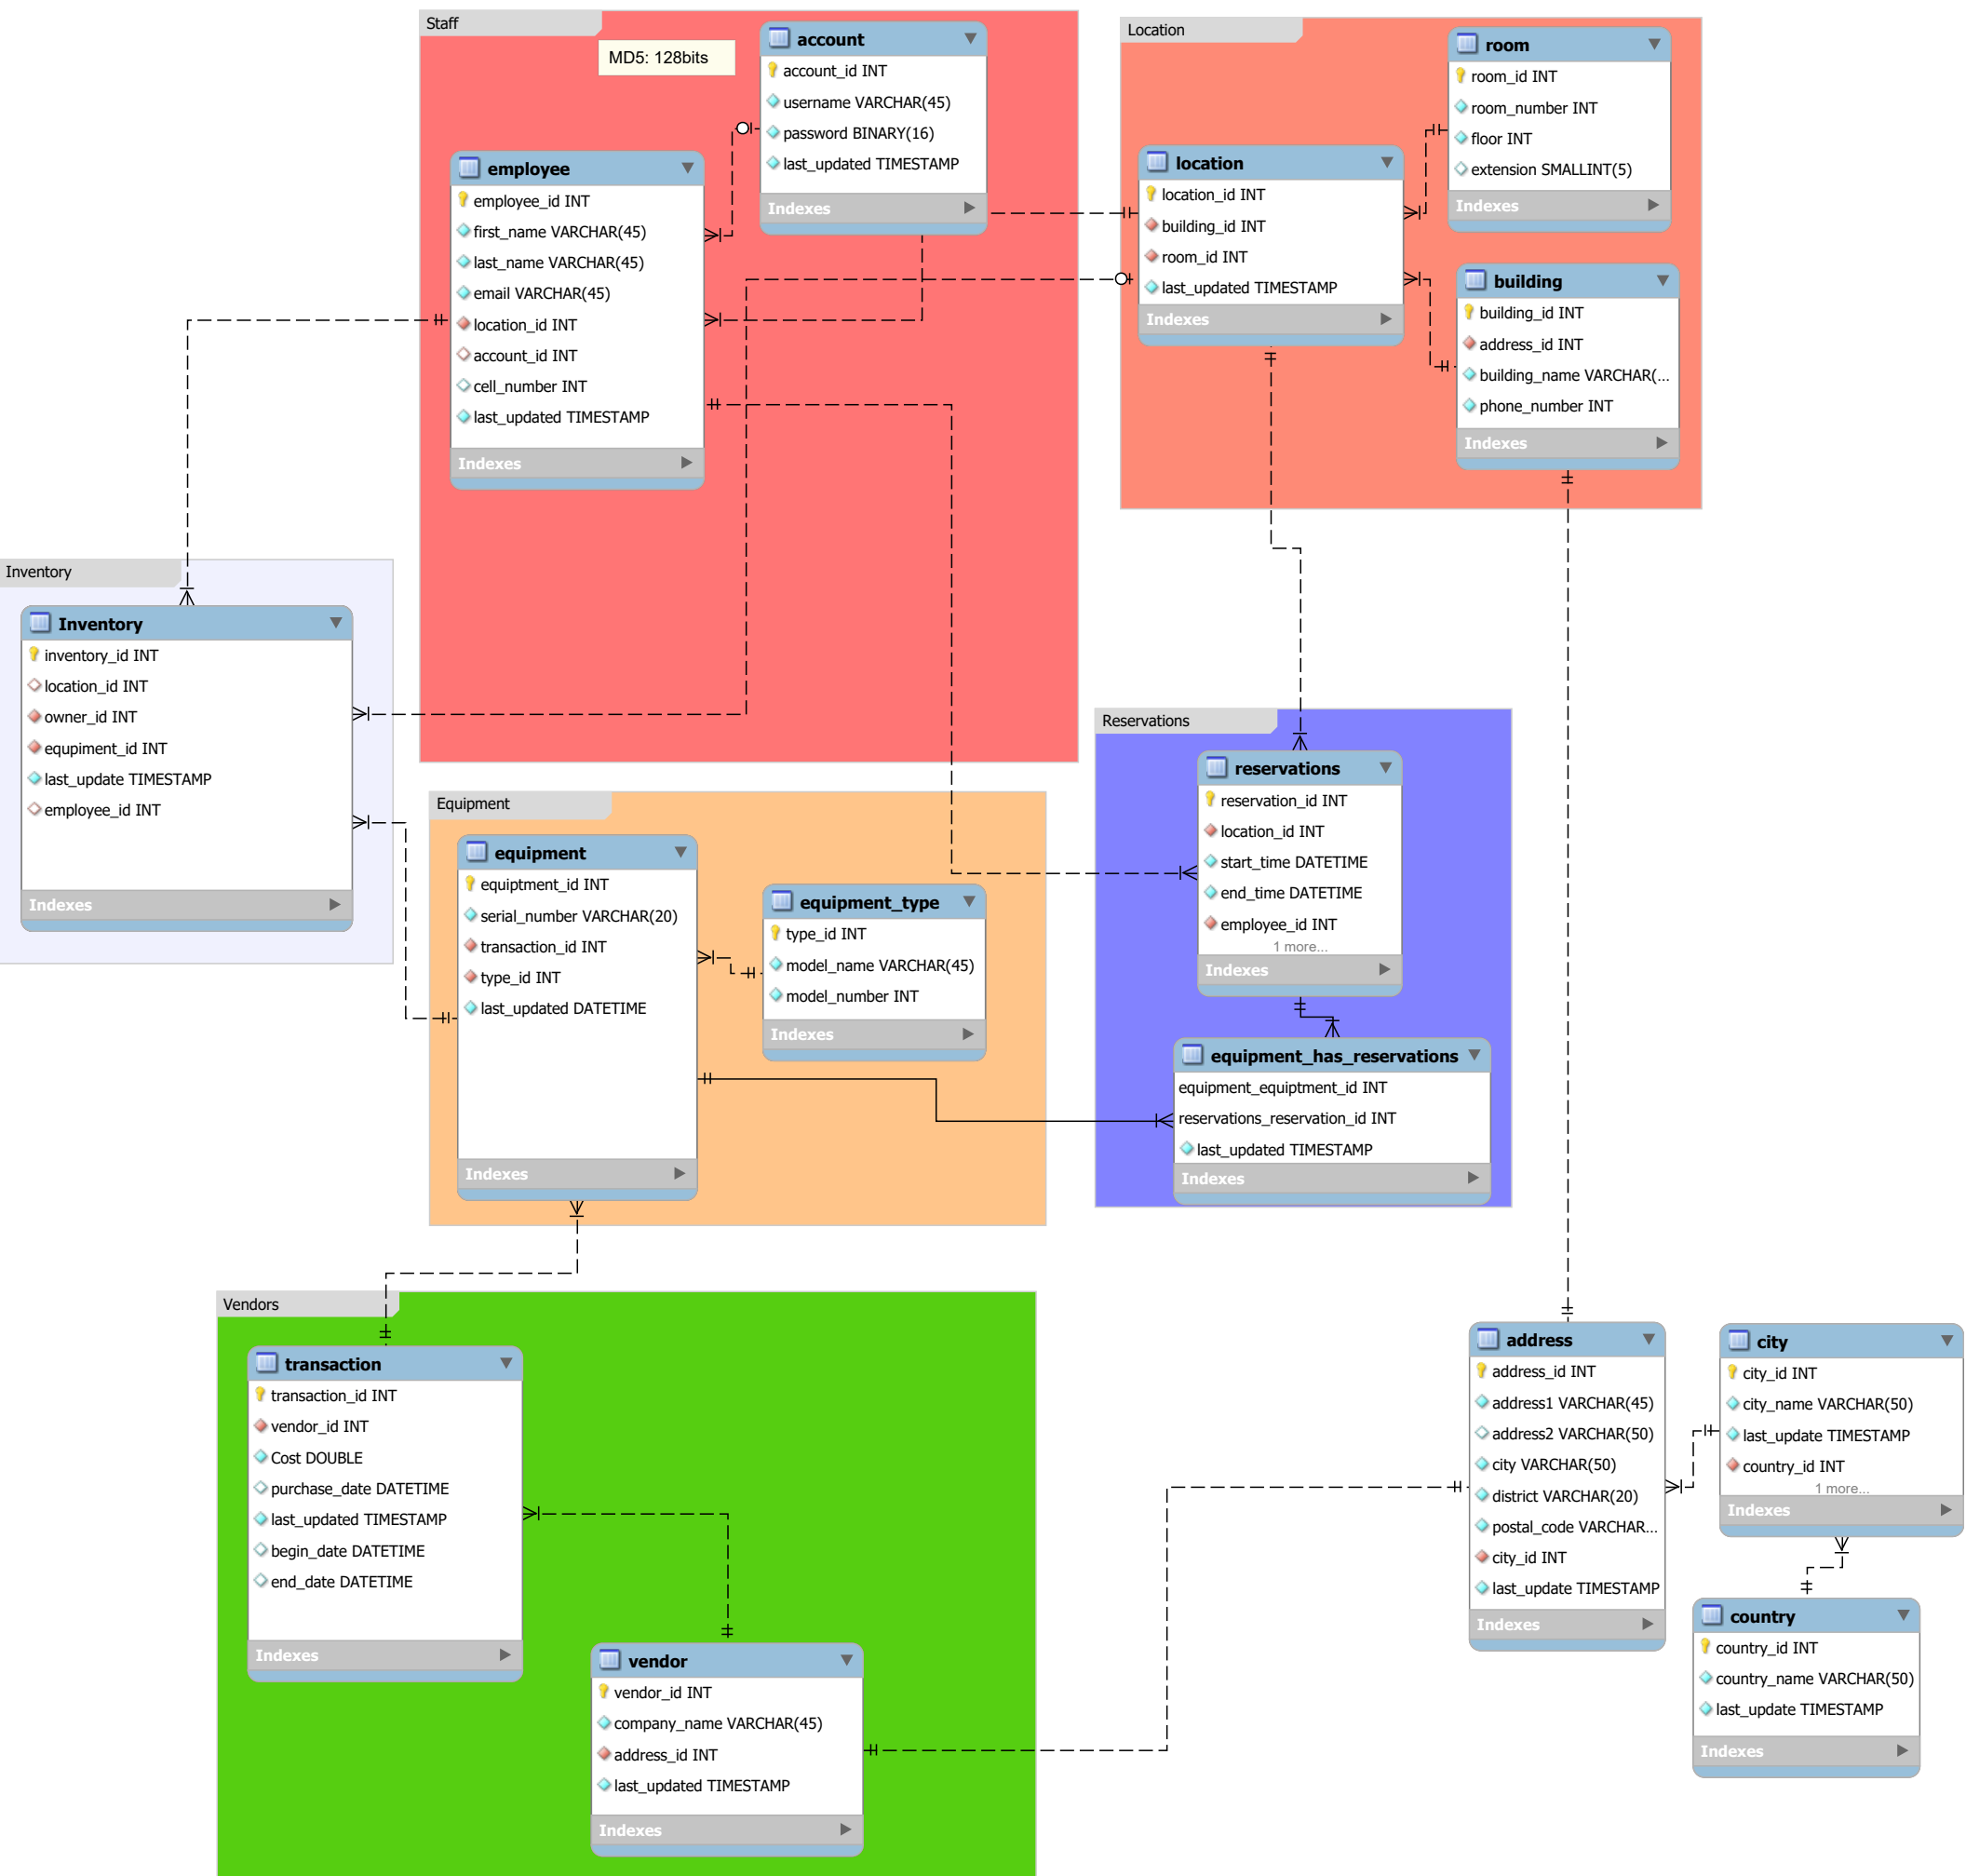 Staff
MD5: 128bits
account
account_id INT
username VARCHAR(45)
password BINARY(16)
last_updated TIMESTAMP
Indexes
employee
employee_id INT
first_name VARCHAR(45)
last_name VARCHAR(45)
email VARCHAR(45)
location_id INT
account_id INT
cell_number INT
last_updated TIMESTAMP
Indexes
Location
room
room_id INT
room_number INT
floor INT
extension SMALLINT(5)
Indexes
location
location_id INT
building_id INT
room_id INT
last_updated TIMESTAMP
Indexes
building
building_id INT
address_id INT
building_name VARCHAR(...
phone_number INT
Indexes
Inventory
Inventory
inventory_id INT
location_id INT
owner_id INT
equpiment_id INT
last_update TIMESTAMP
employee_id INT
Indexes
Equipment
equipment
equiptment_id INT
serial_number VARCHAR(20)
transaction_id INT
type_id INT
last_updated DATETIME
Indexes
equipment_type
type_id INT
model_name VARCHAR(45)
model_number INT
Indexes
Reservations
reservations
reservation_id INT
location_id INT
start_time DATETIME
end_time DATETIME
employee_id INT
1 more...
Indexes
equipment_has_reservations
equipment_equiptment_id INT
reservations_reservation_id INT
last_updated TIMESTAMP
Indexes
Vendors
transaction
transaction_id INT
vendor_id INT
Cost DOUBLE
purchase_date DATETIME
last_updated TIMESTAMP
begin_date DATETIME
end_date DATETIME
Indexes
vendor
vendor_id INT
company_name VARCHAR(45)
address_id INT
last_updated TIMESTAMP
Indexes
address
address_id INT
address1 VARCHAR(45)
address2 VARCHAR(50)
city VARCHAR(50)
district VARCHAR(20)
postal_code VARCHAR...
city_id INT
last_update TIMESTAMP
Indexes
city
city_id INT
city_name VARCHAR(50)
last_update TIMESTAMP
country_id INT
1 more...
Indexes
country
country_id INT
country_name VARCHAR(50)
last_update TIMESTAMP
Indexes